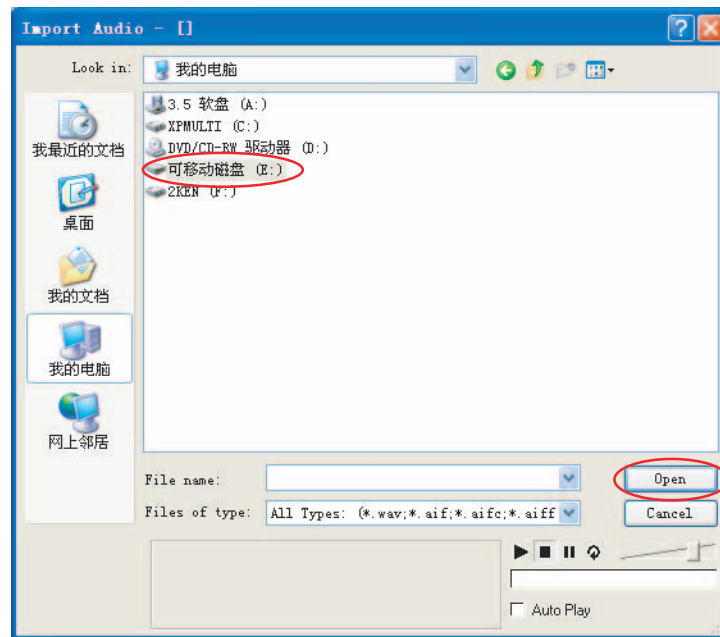 Import Audio - []
Look in:
我的电脑
我最近的文档
桌面
我的文档
我的电脑
网上邻居
3.5 软盘 (A:)
XPMULTI (C:)
DVD/CD-RW 驱动器 (D:)
可移动磁盘 (E:)
2KEN (F:)
File name:
Open
Files of type:
All Types: (*.wav;*.aif;*.aifc;*.aiff
Cancel
Auto Play